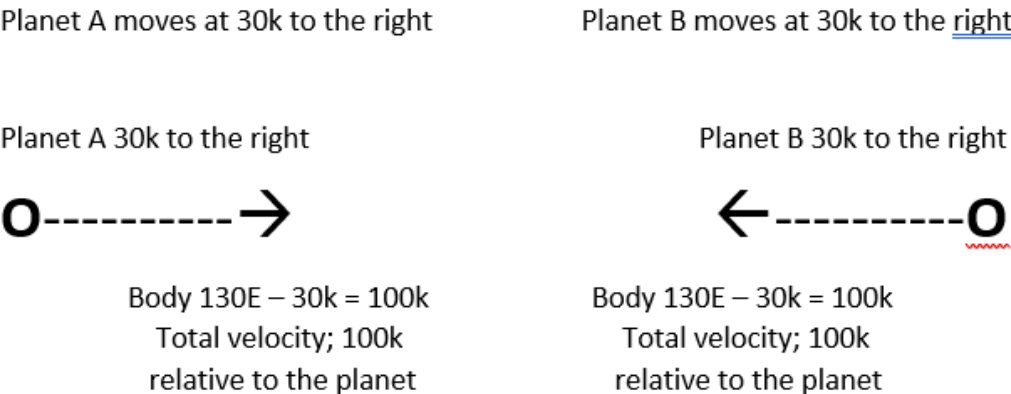 Planet A moves at 30k to the right
Planet B moves at 30k to the right
Planet A 30k to the right
Planet B 30k to the right
O----------→
←----------O
Body 130E – 30k = 100k
Total velocity; 100k
relative to the planet
Body 130E – 30k = 100k
Total velocity; 100k
relative to the planet